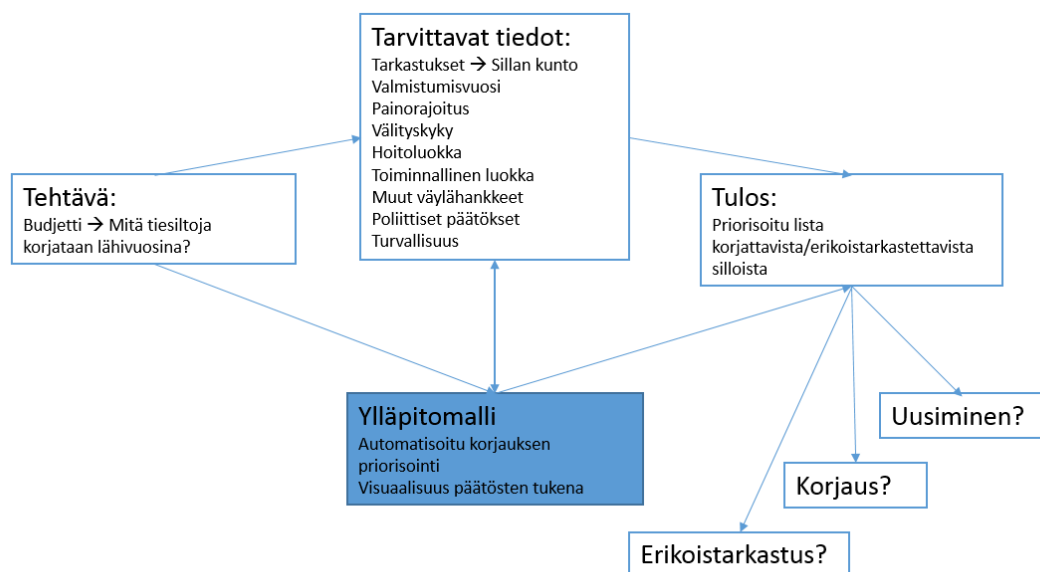 Tarvittavat tiedot:
Tarkastukset → Sillan kunto
Valmistumisvuosi
Painorajoitus
Välityskyky
Hoitoluokka
Toiminnallinen luokka
Muut väylähankkeet
Poliittiset päätökset
Turvallisuus
Tehtävä:
Budjetti → Mitä tiesiltoja
korjataan lähivuosina?
Tulos:
Priorisoitu lista
korjattavista/erikoistarkastettavista
silloista
Ylläpitomalli
Automatisoitu korjauksen
priorisointi
Visuaalisuus päätösten tukena
Uusiminen?
Korjaus?
Erikoistarkastus?